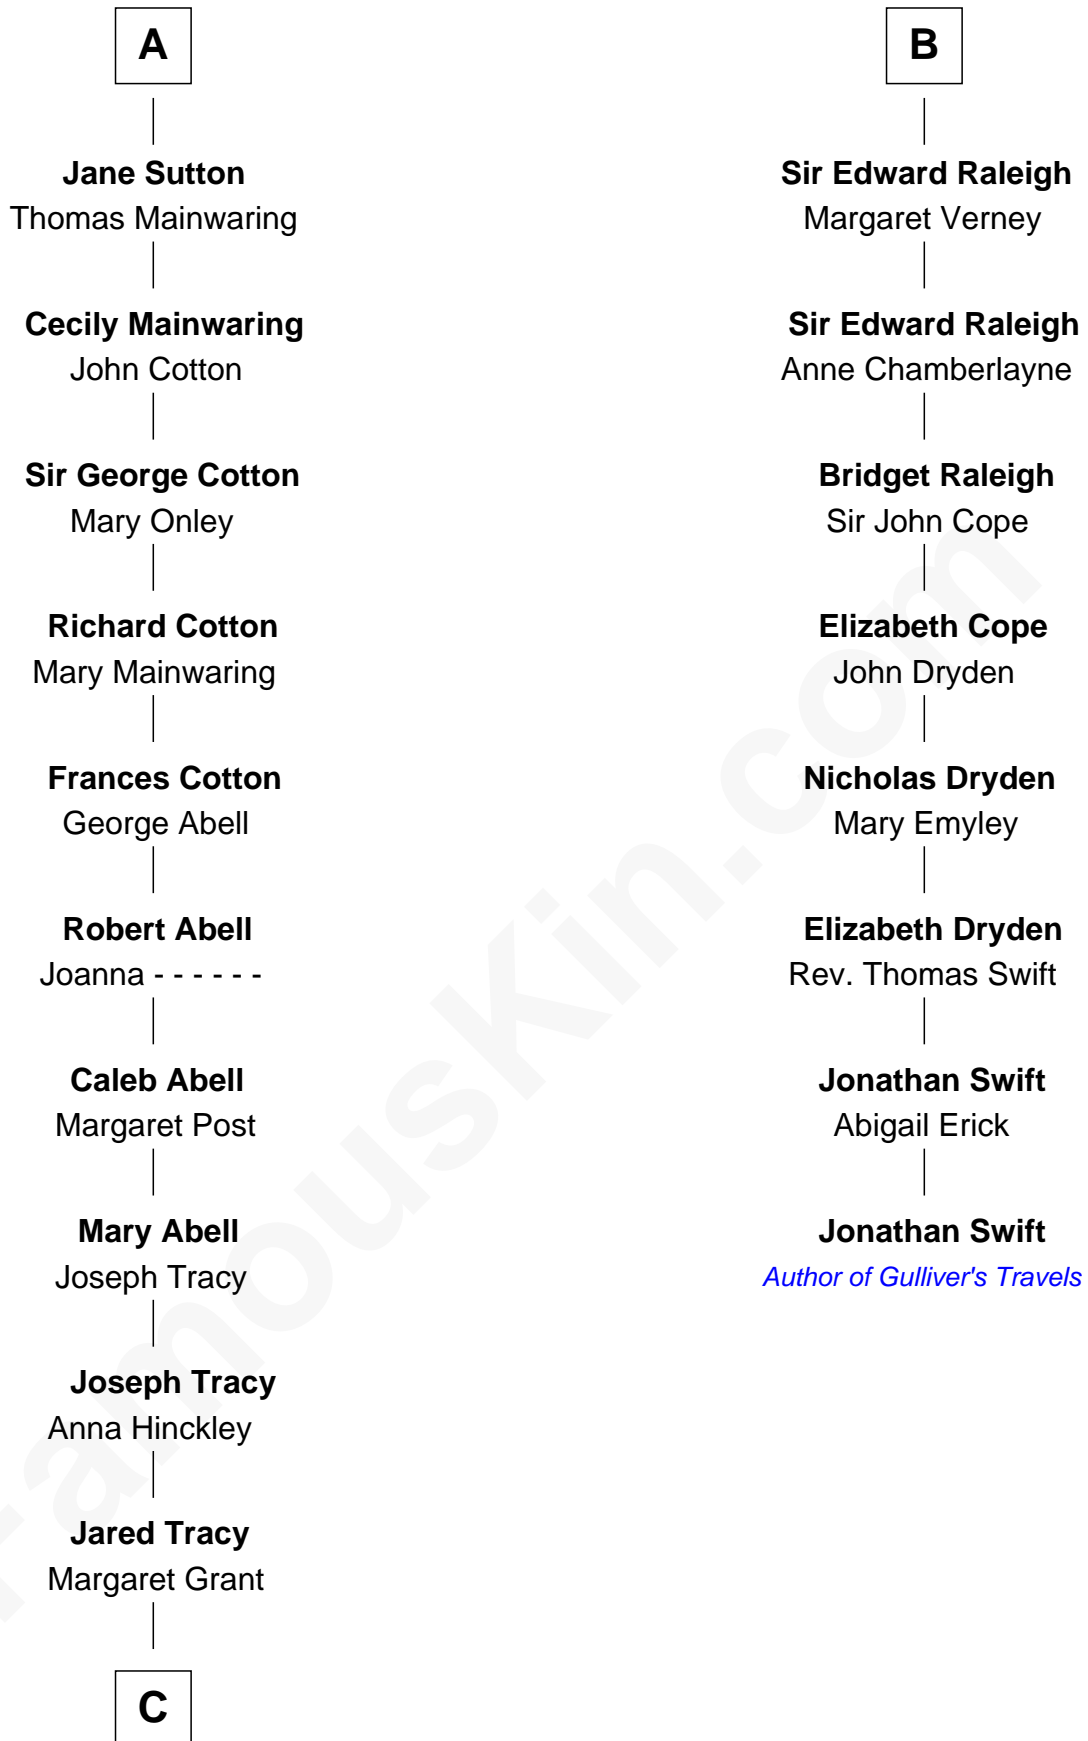 A
Jane Sutton
Thomas Mainwaring
Cecily Mainwaring
John Cotton
Sir George Cotton
Mary Onley
Richard Cotton
Mary Mainwaring
Frances Cotton
George Abell
Robert Abell
Joanna - - - - - -
Caleb Abell
Margaret Post
Mary Abell
Joseph Tracy
Joseph Tracy
Anna Hinckley
Jared Tracy
Margaret Grant
C
B
Sir Edward Raleigh
Margaret Verney
Sir Edward Raleigh
Anne Chamberlayne
Bridget Raleigh
Sir John Cope
Elizabeth Cope
John Dryden
Nicholas Dryden
Mary Emyley
Elizabeth Dryden
Rev. Thomas Swift
Jonathan Swift
Abigail Erick
Jonathan Swift
Author of Gulliver's Travels
FamousKin.com